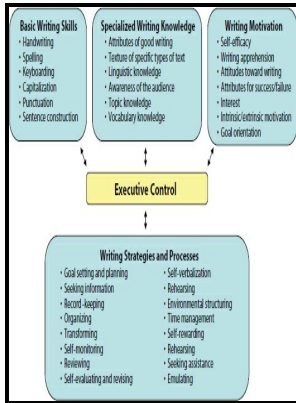 Basic Writing Skills
• Handwriting
• Spelling
• Keyboarding
• Capitalization
• Punctuation
• Sentence construction
Specialized Writing Knowledge
• Attributes of good writing
• Texture of specific types of text
• Linguistic knowledge
• Awareness of the audience
• Topic knowledge
• Vocabulary knowledge
Writing Motivation
• Self-efficacy
• Writing apprehension
• Attitudes toward writing
• Attributes for success/failure
• Interest
• Intrinsic/extrinsic motivation
• Goal orientation
Executive Control
Writing Strategies and Processes
• Goal setting and planning
• Seeking information
• Record-keeping
• Organizing
• Transforming
• Self-monitoring
• Reviewing
• Self-evaluating and revising
• Self-verbalization
• Rehearsing
• Environmental structuring
• Time management
• Self-rewarding
• Rehearsing
• Seeking assistance
• Emulating